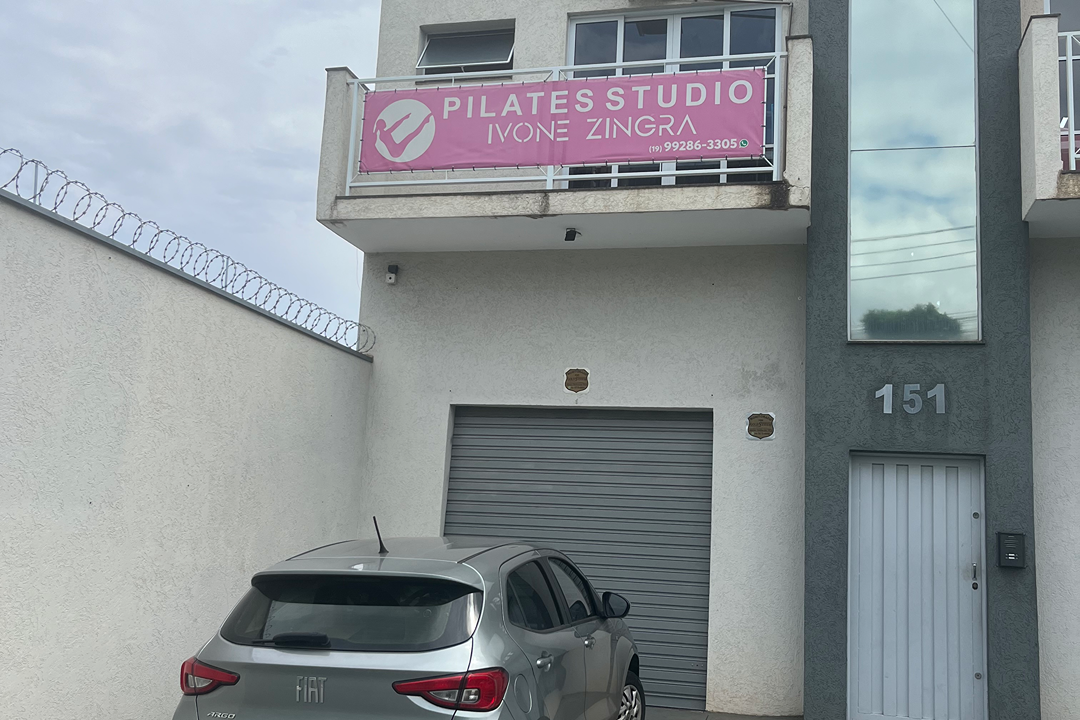 PILATES STUDIO
IVONE ZINGRA
(19) 99286-3305
151
FIAT
ARGO